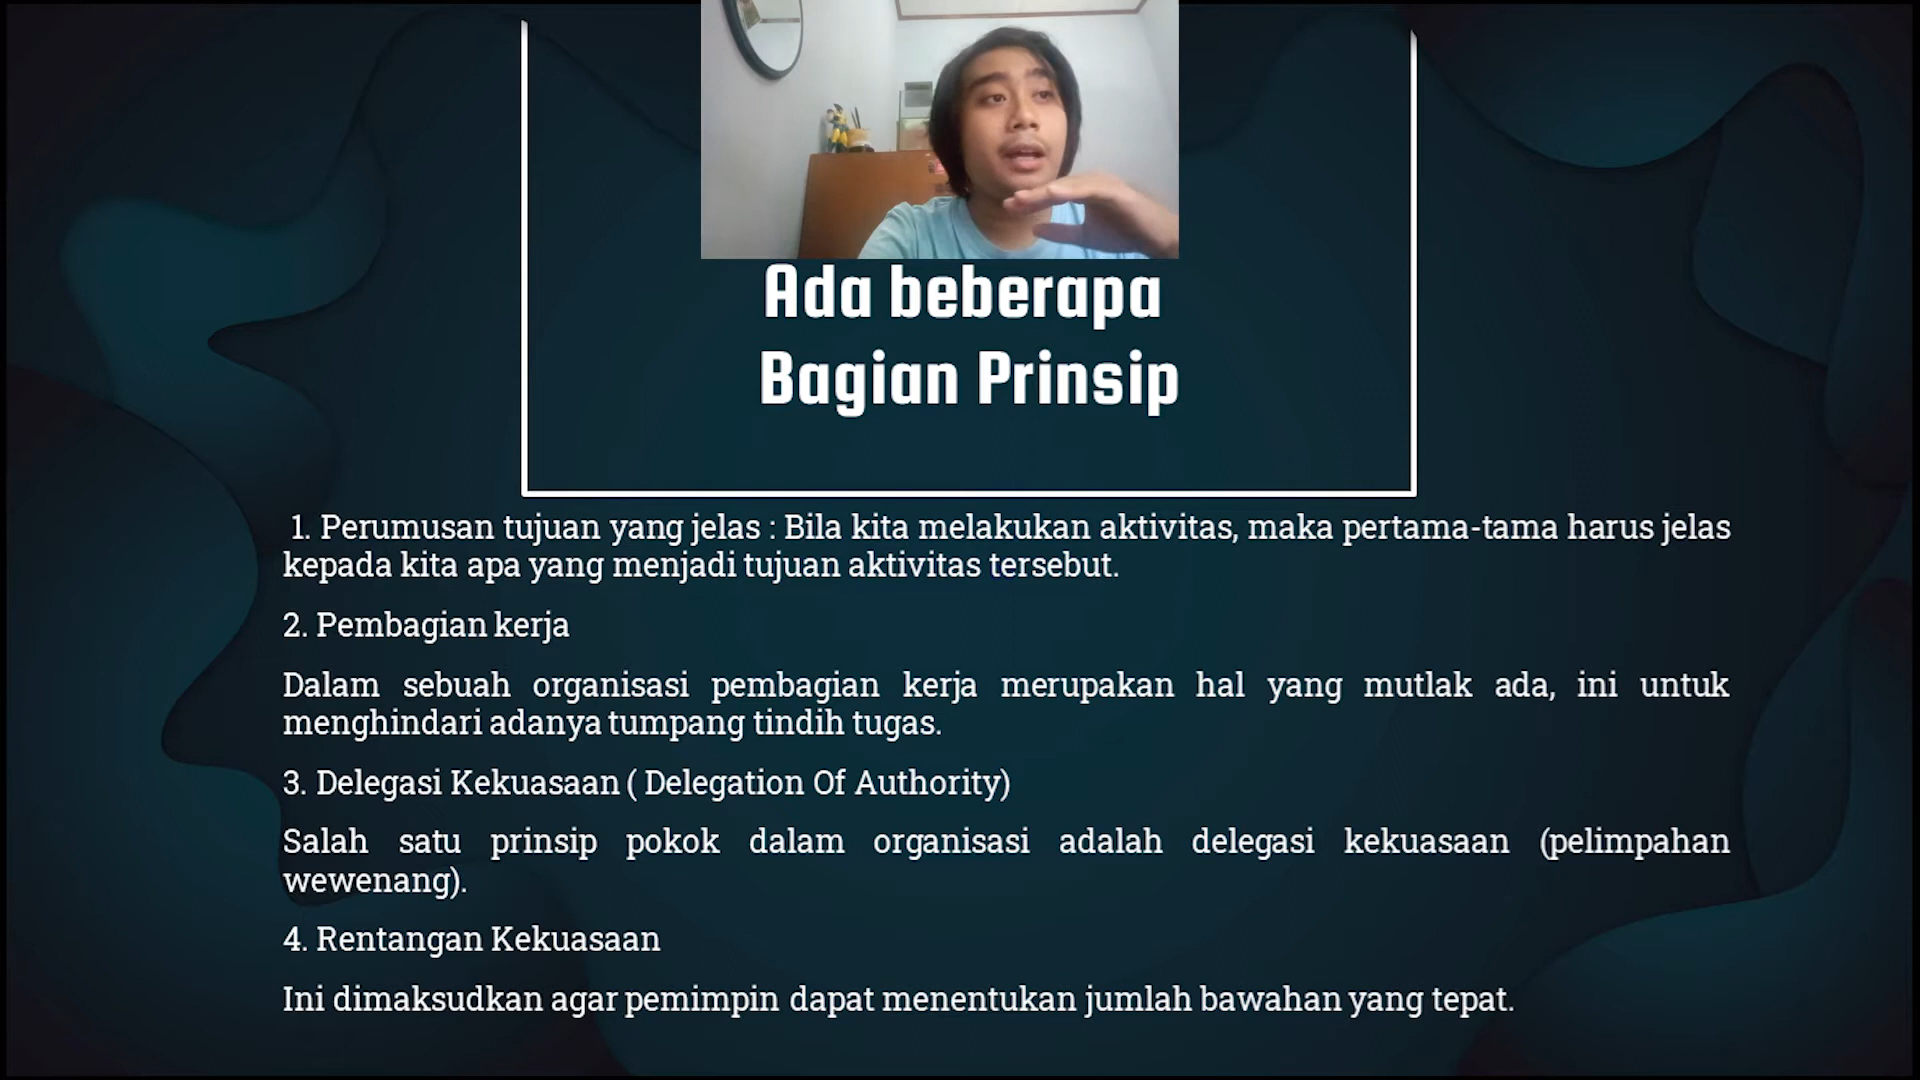 Ada beberapa
Bagian Prinsip
1. Perumusan tujuan yang jelas : Bila kita melakukan aktivitas, maka pertama-tama harus jelas
kepada kita apa yang menjadi tujuan aktivitas tersebut.
2. Pembagian kerja
Dalam sebuah organisasi pembagian kerja merupakan hal yang mutlak ada, ini untuk
menghindari adanya tumpang tindih tugas.
3. Delegasi Kekuasaan ( Delegation Of Authority)
Salah satu prinsip pokok dalam organisasi adalah delegasi kekuasaan (pelimpahan
wewenang).
4. Rentangan Kekuasaan
Ini dimaksudkan agar pemimpin dapat menentukan jumlah bawahan yang tepat.